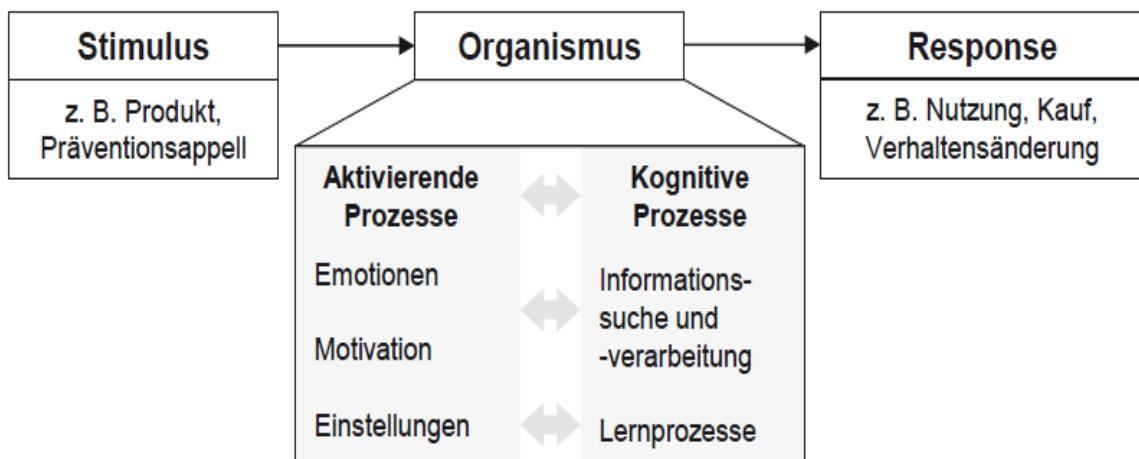 Stimulus
z. B. Produkt,
Präventionsappell
Organismus
Response
z. B. Nutzung, Kauf,
Verhaltensänderung
Aktivierende
Prozesse
Emotionen
Motivation
Einstellungen
Kognitive
Prozesse
Informations-
suche und
-verarbeitung
Lernprozesse